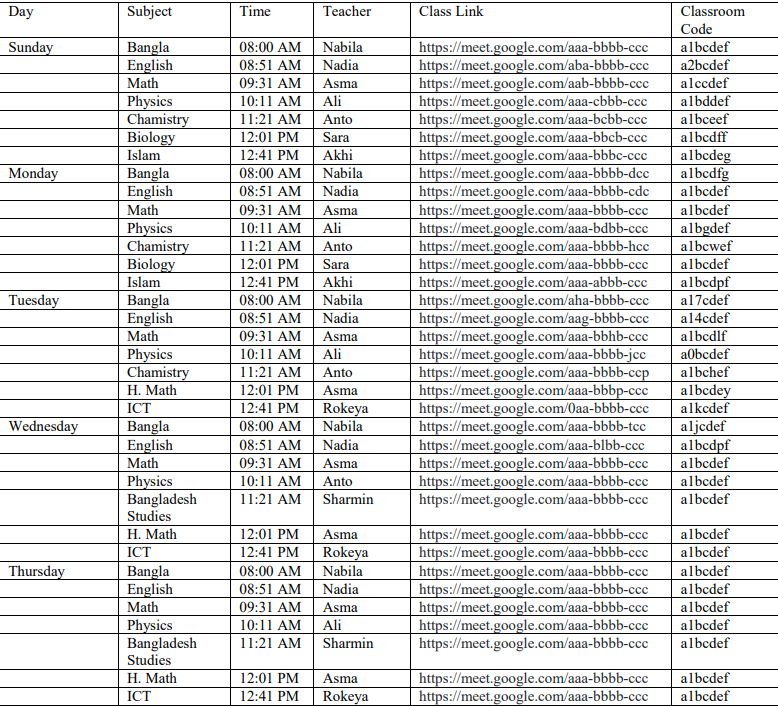 Day Subject Time Teacher Class Link Classroom
Code
Sunday Bangla 08:00 AM Nabila https://meet.google.com/aaa-bbbb-ccc a1bcdef
English 08:51 AM Nadia https://meet.google.com/aba-bbbb-ccc a2bcdef
Math 09:31 AM Asma https://meet.google.com/aab-bbbb-ccc a1ccdef
Physics 10:11 AM Ali https://meet.google.com/aaa-cbbb-ccc a1bddef
Chamistry 11:21 AM Anto https://meet.google.com/aaa-bcbb-ccc a1bceef
Biology 12:01 PM Sara https://meet.google.com/aaa-bbcb-ccc a1bcdff
Islam 12:41 PM Akhi https://meet.google.com/aaa-bbbc-ccc a1bcdeg
Monday Bangla 08:00 AM Nabila https://meet.google.com/aaa-bbbb-dcc a1bcdfg
English 08:51 AM Nadia https://meet.google.com/aaa-bbbb-cdc a1bcdef
Math 09:31 AM Asma https://meet.google.com/aaa-bbbb-ccc a1bcdef
Physics 10:11 AM Ali https://meet.google.com/aaa-bdbb-ccc a1bgdef
Chamistry 11:21 AM Anto https://meet.google.com/aaa-bbbb-hcc a1bcwef
Biology 12:01 PM Sara https://meet.google.com/aaa-bbbb-ccc a1bcdef
Islam 12:41 PM Akhi https://meet.google.com/aaa-abbb-ccc a1bcdpf
Tuesday Bangla 08:00 AM Nabila https://meet.google.com/aha-bbbb-ccc a17cdef
English 08:51 AM Nadia https://meet.google.com/aag-bbbb-ccc a14cdef
Math 09:31 AM Asma https://meet.google.com/aaa-bbhb-ccc a1bcdlf
Physics 10:11 AM Ali https://meet.google.com/aaa-bbbb-jcc a0bcdef
Chamistry 11:21 AM Anto https://meet.google.com/aaa-bbbb-ccp a1bchef
H. Math 12:01 PM Asma https://meet.google.com/aaa-bbbp-ccc a1bcdey
ICT 12:41 PM Rokeya https://meet.google.com/0aa-bbbb-ccc a1kcdef
Wednesday Bangla 08:00 AM Nabila https://meet.google.com/aaa-bbbb-tcc a1jcdef
English 08:51 AM Nadia https://meet.google.com/aaa-blbb-ccc a1bcdpf
Math 09:31 AM Asma https://meet.google.com/aaa-bbbb-ccc a1bcdef
Physics 10:11 AM Anto https://meet.google.com/aaa-bbbb-ccc a1bcdef
Bangladesh 11:21 AM Sharmin https://meet.google.com/aaa-bbbb-ccc a1bcdef
Studies
H. Math 12:01 PM Asma https://meet.google.com/aaa-bbbb-ccc a1bcdef
ICT 12:41 PM Rokeya https://meet.google.com/aaa-bbbb-ccc a1bcdef
Thursday Bangla 08:00 AM Nabila https://meet.google.com/aaa-bbbb-ccc a1bcdef
English 08:51 AM Nadia https://meet.google.com/aaa-bbbb-ccc a1bcdef
Math 09:31 AM Asma https://meet.google.com/aaa-bbbb-ccc a1bcdef
Physics 10:11 AM Ali https://meet.google.com/aaa-bbbb-ccc a1bcdef
Bangladesh 11:21 AM Sharmin https://meet.google.com/aaa-bbbb-ccc a1bcdef
Studies
H. Math 12:01 PM Asma https://meet.google.com/aaa-bbbb-ccc a1bcdef
ICT 12:41 PM Rokeya https://meet.google.com/aaa-bbbb-ccc a1bcdef